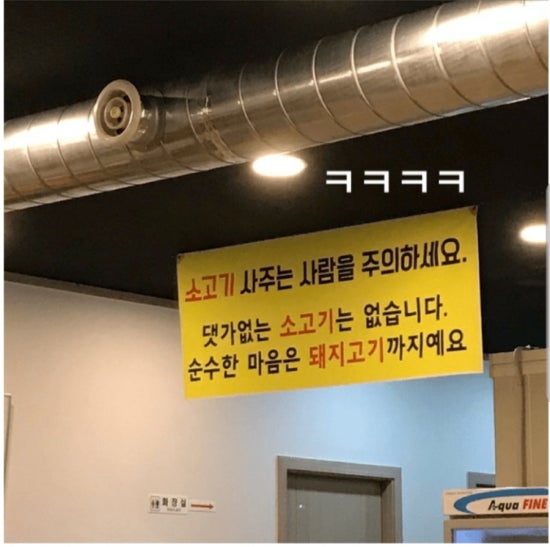 ㅋㅋㅋㅋ
소고기 사주는 사람을 주의하세요.
댓가없는 소고기는 없습니다.
순수한 마음은 돼지고기까지예요
화장실
Aqua FINE